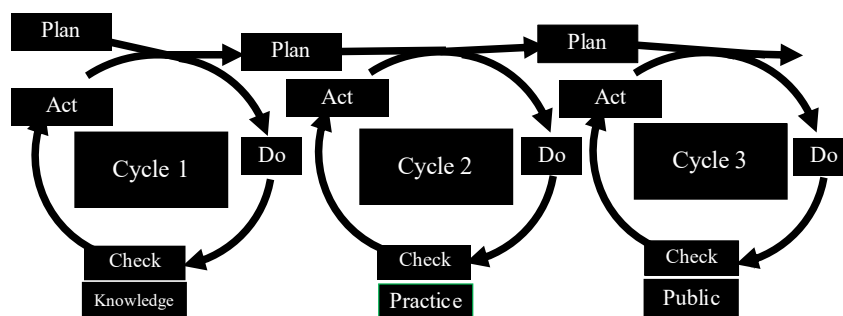 Plan
Act
Cycle 1
Do
Check
Knowledge
Plan
Act
Cycle 2
Do
Check
Practice
Plan
Act
Cycle 3
Do
Check
Public